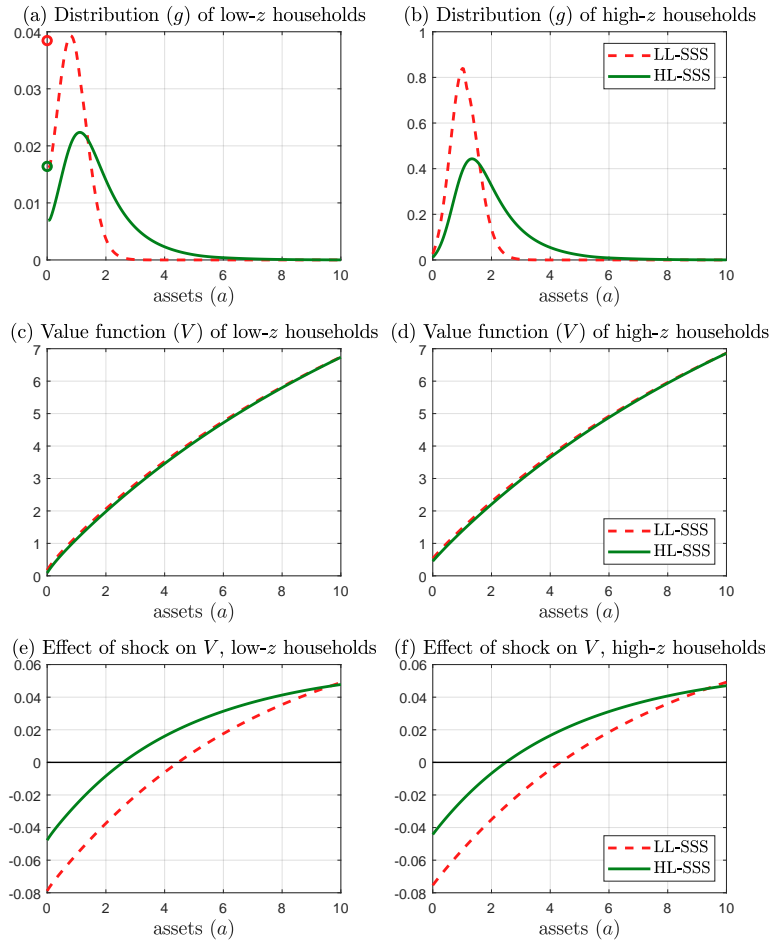 (a) Distribution (g) of low-z households
0.04
0.03
0.02
0.01
0
0 2 4 6 8 10
assets (a)
(b) Distribution (g) of high-z households
1
0.8
0.6
0.4
0.2
0
0 2 4 6 8 10
assets (a)
LL-SSS
HL-SSS
(c) Value function (V) of low-z households
7
6
5
4
3
2
1
0
0 2 4 6 8 10
assets (a)
(d) Value function (V) of high-z households
7
6
5
4
3
2
1
0
0 2 4 6 8 10
assets (a)
LL-SSS
HL-SSS
(e) Effect of shock on V, low-z households
0.06
0.04
0.02
0
-0.02
-0.04
-0.06
-0.08
0 2 4 6 8 10
assets (a)
(f) Effect of shock on V, high-z households
0.06
0.04
0.02
0
-0.02
-0.04
-0.06
-0.08
0 2 4 6 8 10
assets (a)
LL-SSS
HL-SSS